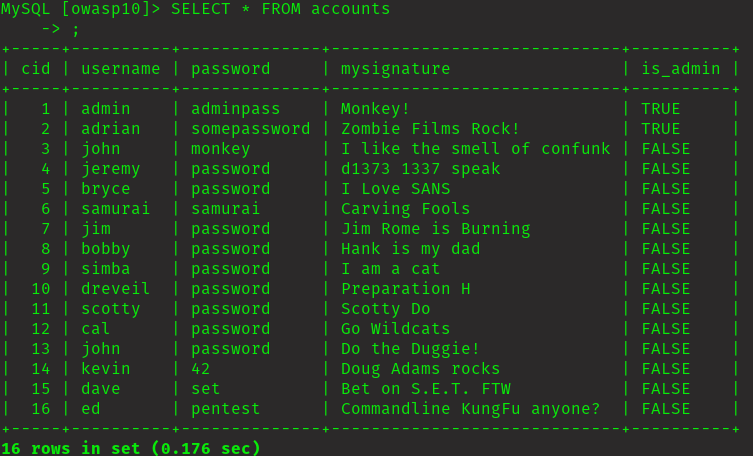 MySQL [owasp10]> SELECT * FROM accounts
    -> ;
+-----+----------+--------------+-----------------------------+----------+
| cid | username | password     | mysignature                 | is_admin |
+-----+----------+--------------+-----------------------------+----------+
|   1 | admin    | adminpass    | Monkey!                     | TRUE     |
|   2 | adrian   | somepassword | Zombie Films Rock!          | TRUE     |
|   3 | john     | monkey       | I like the smell of confunk | FALSE    |
|   4 | jeremy   | password     | d1373 1337 speak            | FALSE    |
|   5 | bryce    | password     | I Love SANS                 | FALSE    |
|   6 | samurai  | samurai      | Carving Fools               | FALSE    |
|   7 | jim      | password     | Jim Rome is Burning         | FALSE    |
|   8 | bobby    | password     | Hank is my dad              | FALSE    |
|   9 | simba    | password     | I am a cat                  | FALSE    |
|  10 | dreveil  | password     | Preparation H               | FALSE    |
|  11 | scotty   | password     | Scotty Do                   | FALSE    |
|  12 | cal      | password     | Go Wildcats                 | FALSE    |
|  13 | john     | password     | Do the Duggie!              | FALSE    |
|  14 | kevin    | 42           | Doug Adams rocks            | FALSE    |
|  15 | dave     | set          | Bet on S.E.T. FTW           | FALSE    |
|  16 | ed       | pentest      | Commandline KungFu anyone?  | FALSE    |
+-----+----------+--------------+-----------------------------+----------+
16 rows in set (0.176 sec)